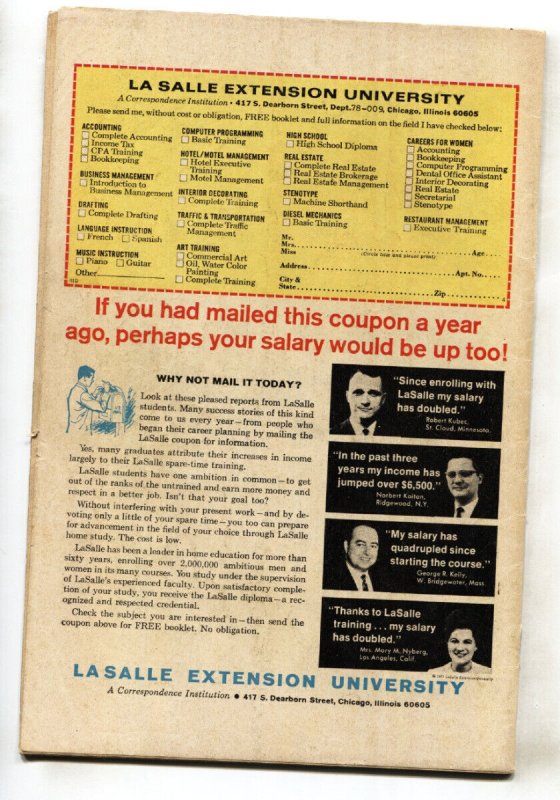 LA SALLE EXTENSION UNIVERSITY
A Correspondence Institution • 417 S. Dearborn Street, Dept. 78-009, Chicago, Illinois 60605
Please send me, without cost or obligation, FREE booklet and full information on the field I have checked below:
ACCOUNTING
Complete Accounting
Income Tax
CPA Training
Bookkeeping
BUSINESS MANAGEMENT
Introduction to
Business Management
DRAFTING
Complete Drafting
LANGUAGE INSTRUCTION
French Spanish
MUSIC INSTRUCTION
Piano Guitar
Other
COMPUTER PROGRAMMING
Basic Training
HOTEL/MOTEL MANAGEMENT
Hotel Executive
Training
Motel Management
INTERIOR DECORATING
Complete Training
TRAFFIC & TRANSPORTATION
Complete Traffic
Management
ART TRAINING
Commercial Art
Oil, Water Color
Painting
Complete Training
HIGH SCHOOL
High School Diploma
REAL ESTATE
Complete Real Estate
Real Estate Brokerage
Real Estate Management
STENOTYPE
Machine Shorthand
DIESEL MECHANICS
Basic Training
CAREERS FOR WOMEN
Accounting
Bookkeeping
Computer Programming
Dental Office Assistant
Interior Decorating
Real Estate
Secretarial
Stenotype
RESTAURANT MANAGEMENT
Executive Training
Mr.
Mrs.
Miss Age
(Circle one and please print)
Address Apt. No.
City &
State Zip
If you had mailed this coupon a year
ago, perhaps your salary would be up too!
WHY NOT MAIL IT TODAY?
Look at these pleased reports from LaSalle
students. Many success stories of this kind
come to us every year—from people who
began their career planning by mailing the
LaSalle coupon for information.
Yes, many graduates attribute their increases in income
largely to their LaSalle spare-time training.
LaSalle students have one ambition in common—to get
out of the ranks of the untrained and earn more money and
respect in a better job. Isn't that your goal too?
Without interfering with your present work—and by de-
voting only a little of your spare time—you too can prepare
for advancement in the field of your choice through LaSalle
home study. The cost is low.
LaSalle has been a leader in home education for more than
sixty years, enrolling over 2,000,000 ambitious men and
women in its many courses. You study under the supervision
of LaSalle's experienced faculty. Upon satisfactory comple-
tion of your study, you receive the LaSalle diploma—a rec-
ognized and respected credential.
Check the subject you are interested in—then send the
coupon above for FREE booklet. No obligation.
"Since enrolling with
LaSalle my salary
has doubled."
Robert Kubec,
St. Cloud, Minnesota.
"In the past three
years my income has
jumped over $6,500."
Norbert Kaiten,
Ridgewood, N.Y.
"My salary has
quadrupled since
starting the course."
George R. Kelly,
W. Bridgewater, Mass.
"Thanks to LaSalle
training . . . my salary
has doubled."
Mrs. Mary M. Nyberg,
Los Angeles, Calif.
LASALLE EXTENSION UNIVERSITY
A Correspondence Institution • 417 S. Dearborn Street, Chicago, Illinois 60605